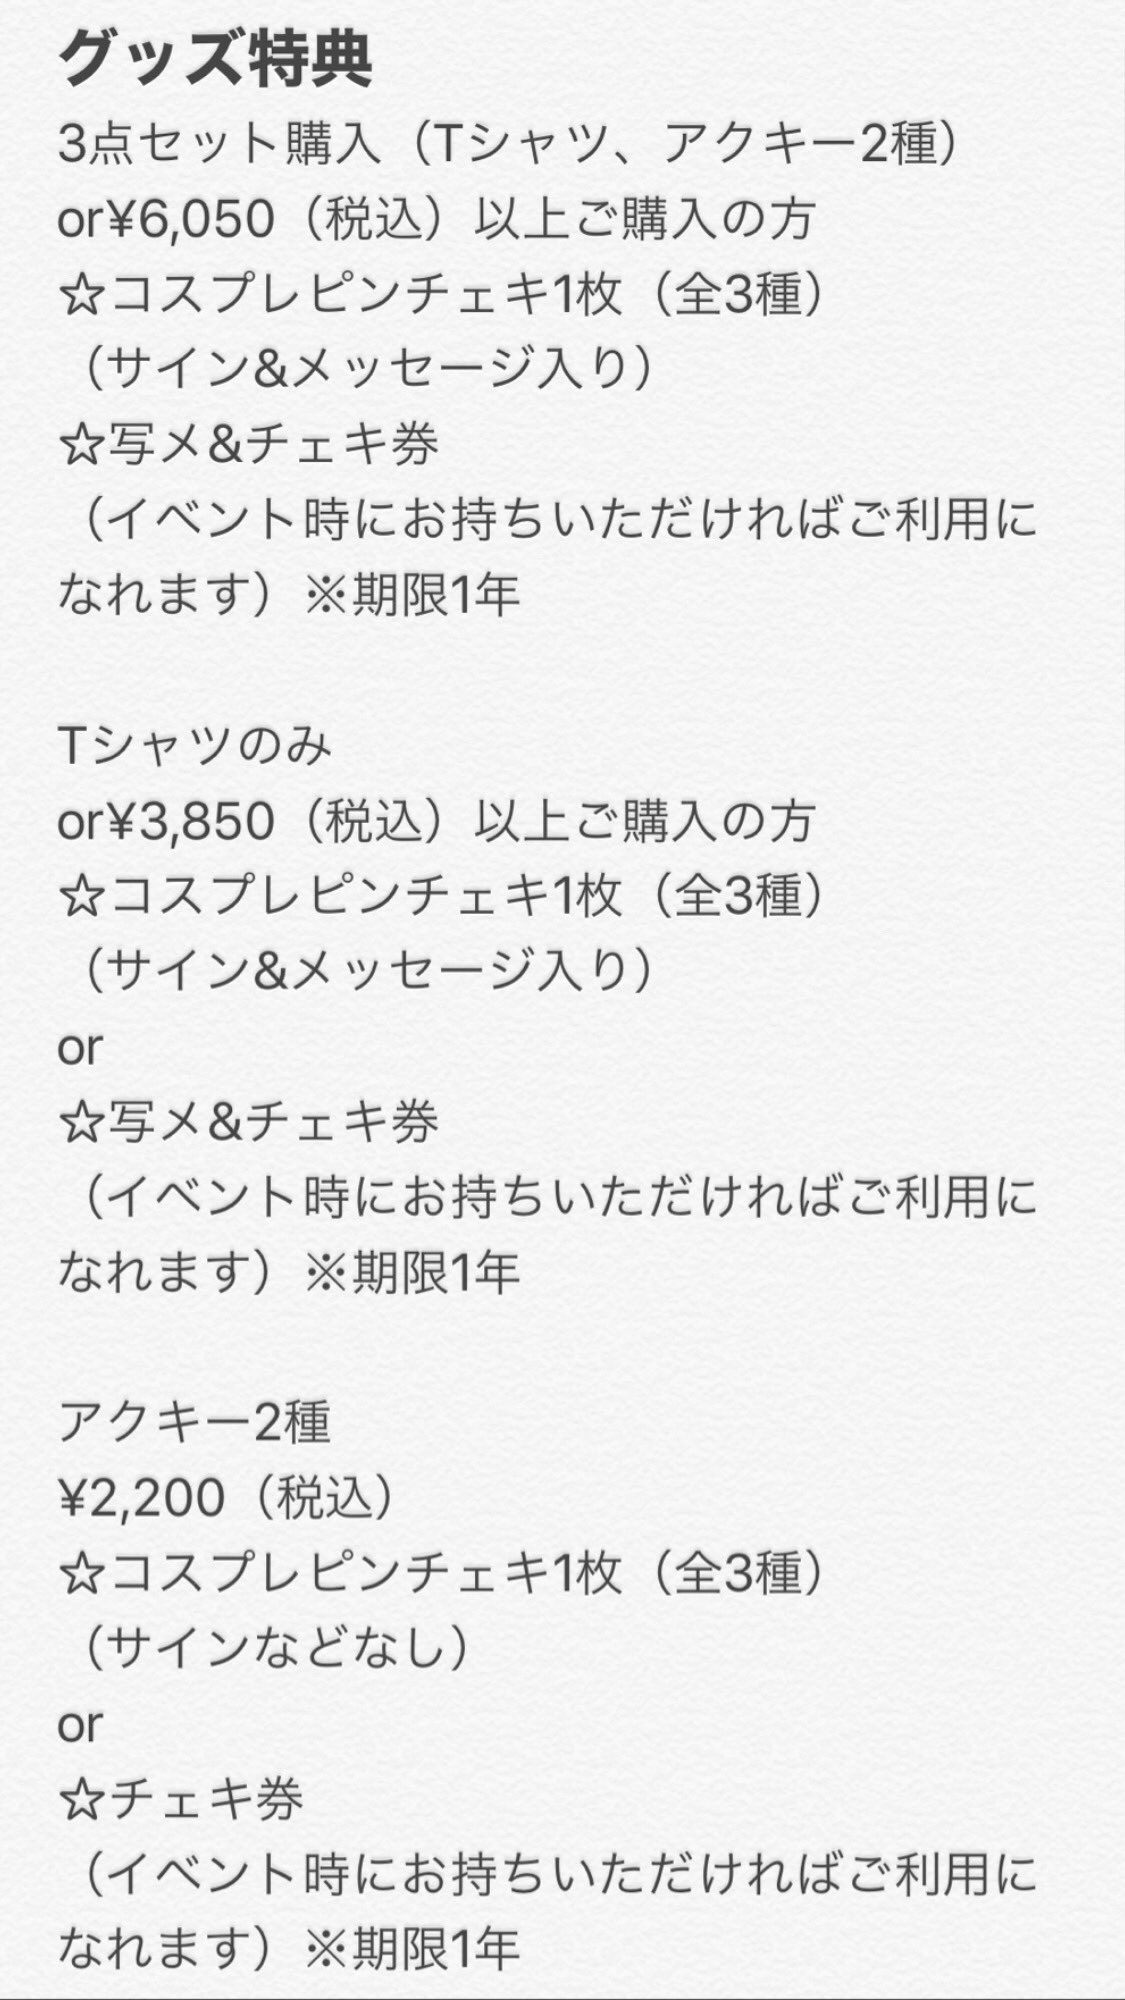 グッズ特典
3点セット購入（Tシャツ、アクキー2種）
or¥6,050（税込）以上ご購入の方
☆コスプレピンチェキ1枚（全3種）
（サイン&メッセージ入り）
☆写メ&チェキ券
（イベント時にお持ちいただければご利用に
なれます）※期限1年
Tシャツのみ
or¥3,850（税込）以上ご購入の方
☆コスプレピンチェキ1枚（全3種）
（サイン&メッセージ入り）
or
☆写メ&チェキ券
（イベント時にお持ちいただければご利用に
なれます）※期限1年
アクキー2種
¥2,200（税込）
☆コスプレピンチェキ1枚（全3種）
（サインなどなし）
or
☆チェキ券
（イベント時にお持ちいただければご利用に
なれます）※期限1年